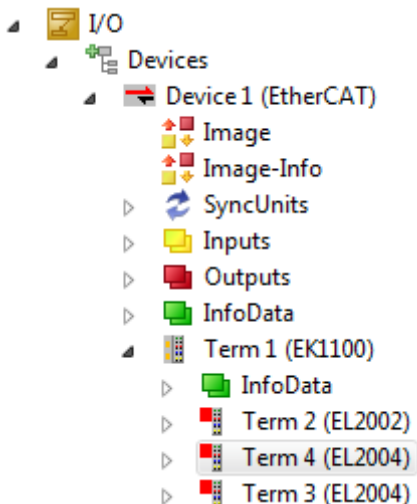 I/O
Devices
Device 1 (EtherCAT)
Image
Image-Info
SyncUnits
Inputs
Outputs
InfoData
Term 1 (EK1100)
InfoData
Term 2 (EL2002)
Term 4 (EL2004)
Term 3 (EL2004)